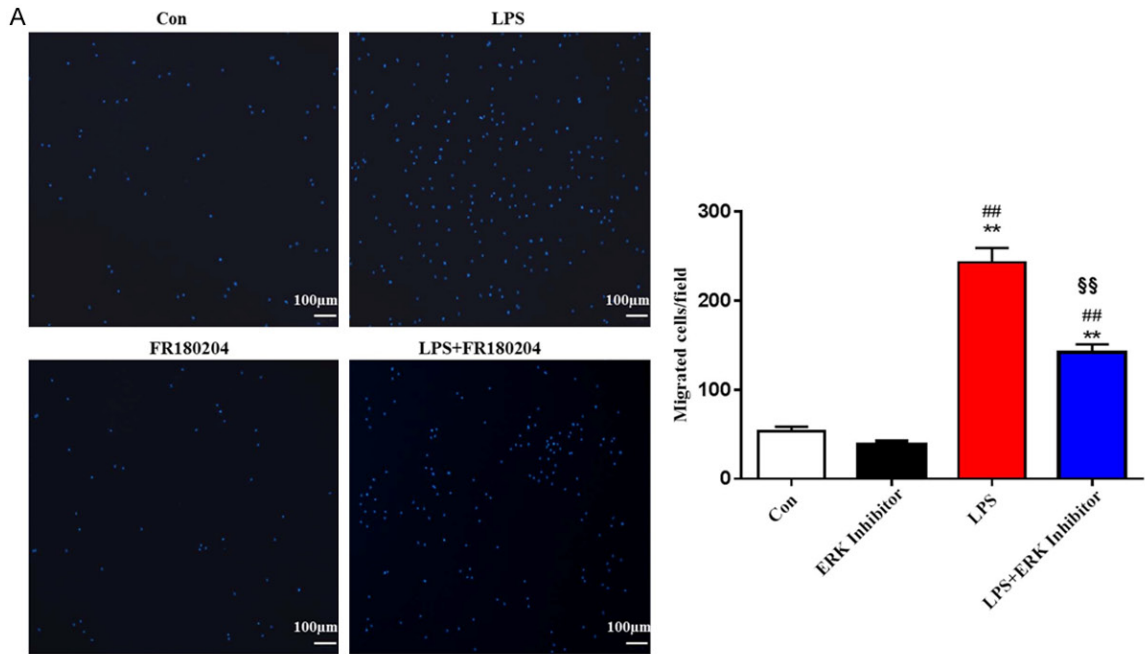 A
Con
LPS
100μm
100μm
FR180204
LPS+FR180204
100μm
100μm
Migrated cells/field
300
200
100
0
##
**
§§
##
**
Con
ERK Inhibitor
LPS
LPS+ERK Inhibitor